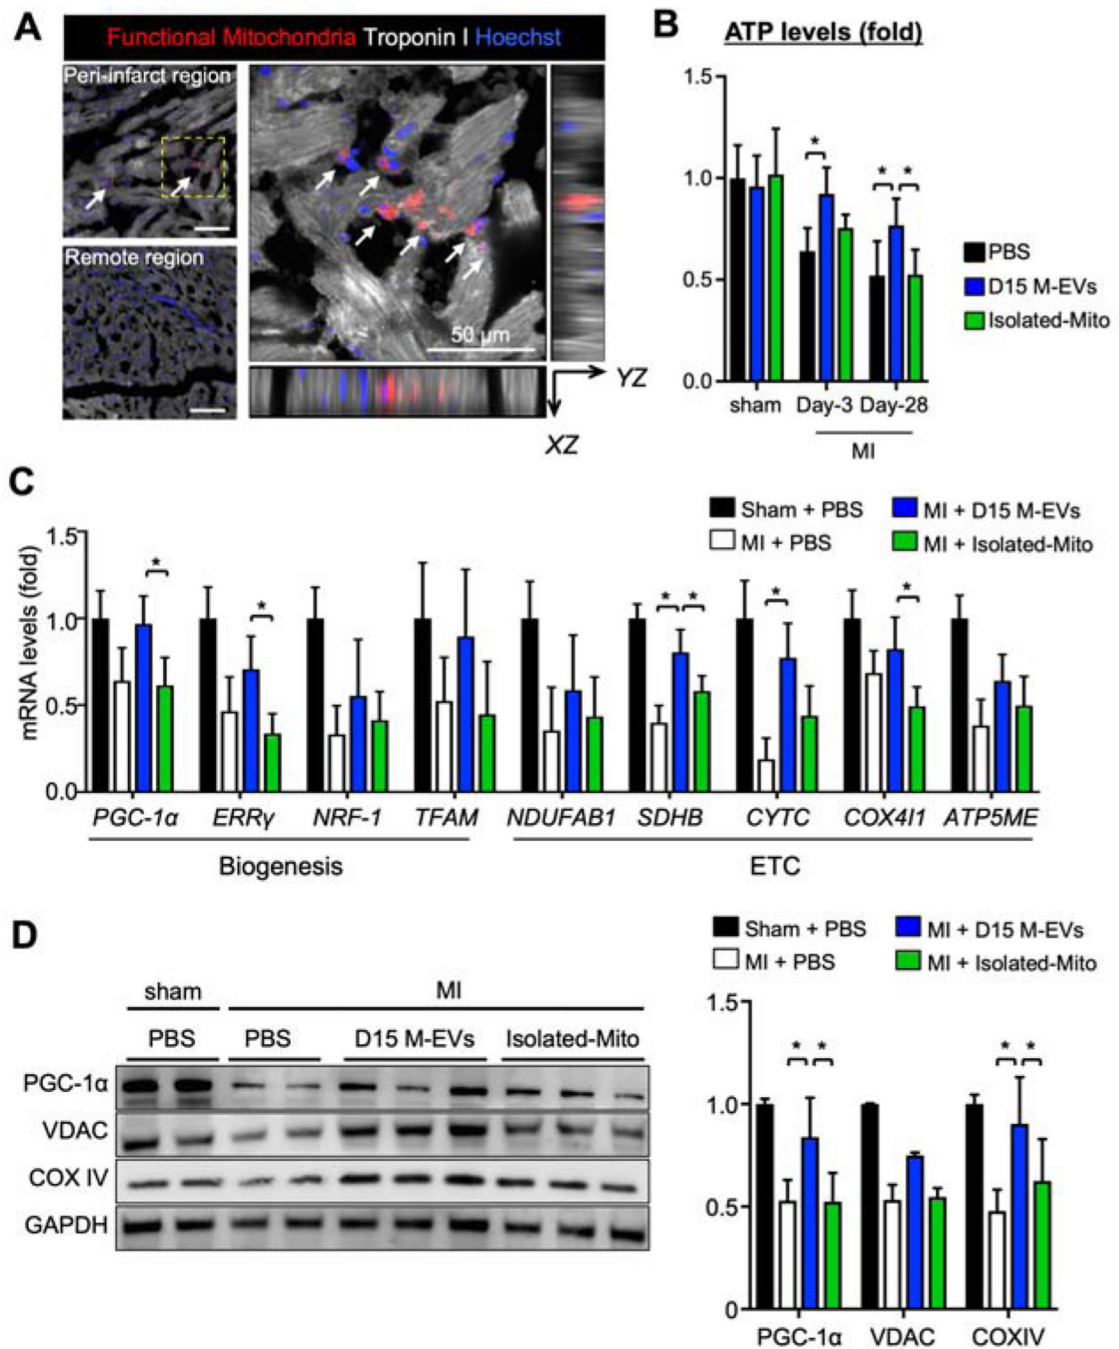 A
Functional Mitochondria Troponin I Hoechst
Peri-infarct region
Remote region
50 μm
YZ
XZ
B
ATP levels (fold)
1.5
1.0
0.5
0.0
sham Day-3 Day-28
MI
PBS
D15 M-EVs
Isolated-Mito
C
Sham + PBS
MI + PBS
MI + D15 M-EVs
MI + Isolated-Mito
mRNA levels (fold)
1.5
1.0
0.5
0.0
* * * * * *
PGC-1α ERRγ NRF-1 TFAM NDUFAB1 SDHB CYTC COX4I1 ATP5ME
Biogenesis ETC
D
sham MI
PBS PBS D15 M-EVs Isolated-Mito
PGC-1α
VDAC
COX IV
GAPDH
Sham + PBS
MI + PBS
MI + D15 M-EVs
MI + Isolated-Mito
1.5
1.0
0.5
0
* * * *
PGC-1α VDAC COXIV